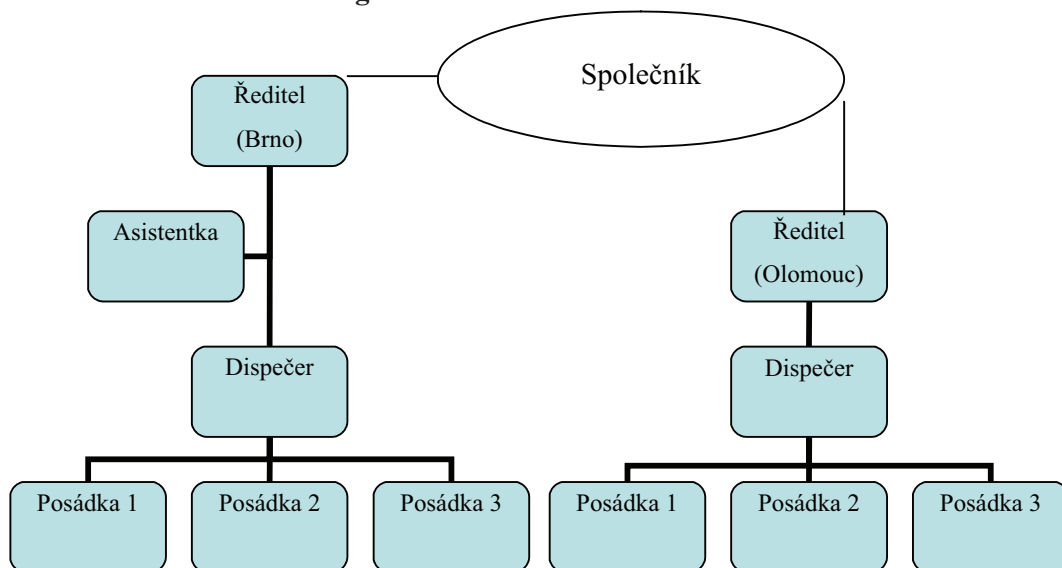 g
Společník
Ředitel
(Brno)
Asistentka
Ředitel
(Olomouc)
Dispečer
Dispečer
Posádka 1
Posádka 2
Posádka 3
Posádka 1
Posádka 2
Posádka 3